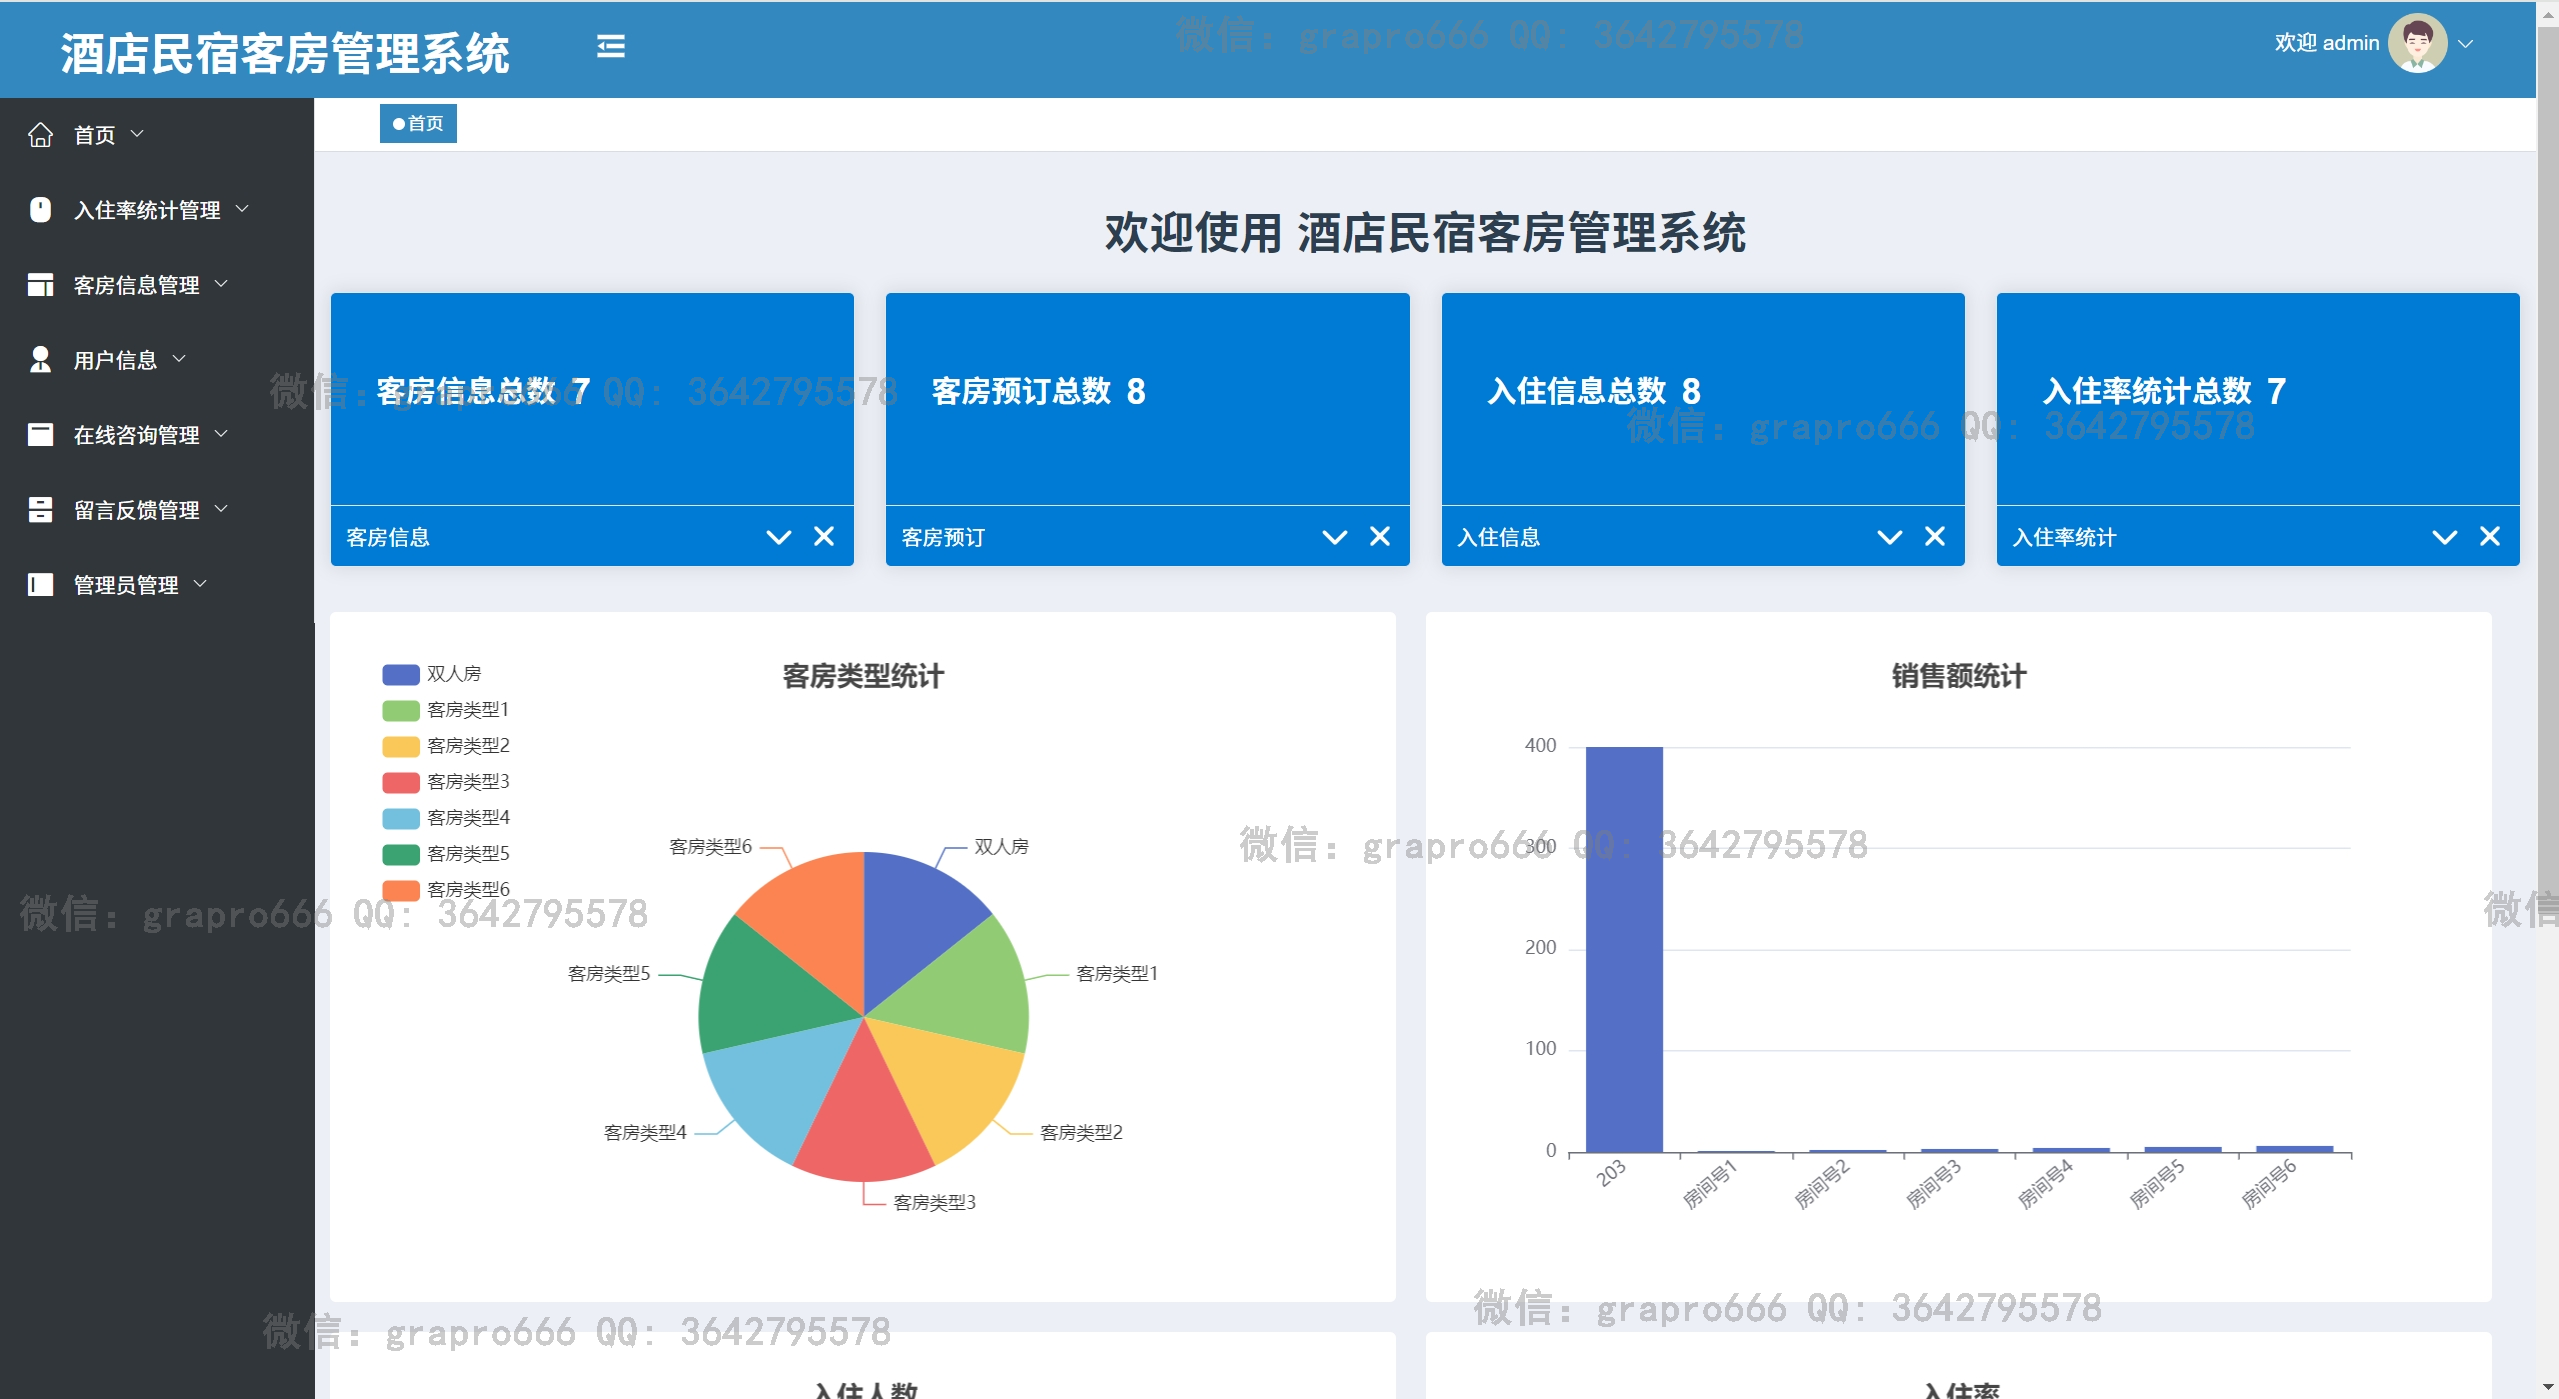 酒店民宿客房管理系统
微信: grapro666 QQ: 3642795578
欢迎 admin
首页
入住率统计管理
客房信息管理
用户信息
在线咨询管理
留言反馈管理
管理员管理
首页
欢迎使用 酒店民宿客房管理系统
客房信息总数 7
客房预订总数 8
入住信息总数 8
入住率统计总数 7
微信: grapro666 QQ: 3642795578
微信: grapro666 QQ: 3642795578
客房信息
客房预订
入住信息
入住率统计
客房类型统计
双人房
客房类型1
客房类型2
客房类型3
客房类型4
客房类型5
客房类型6
客房类型6
双人房
客房类型5
客房类型1
客房类型4
客房类型2
客房类型3
销售额统计
400
300
200
100
0
203
房间号1
房间号2
房间号3
房间号4
房间号5
房间号6
微信: grapro666 QQ: 3642795578
微信: grapro666 QQ: 3642795578
微信
微信: grapro666 QQ: 3642795578
微信: grapro666 QQ: 3642795578
入住人数
入住率